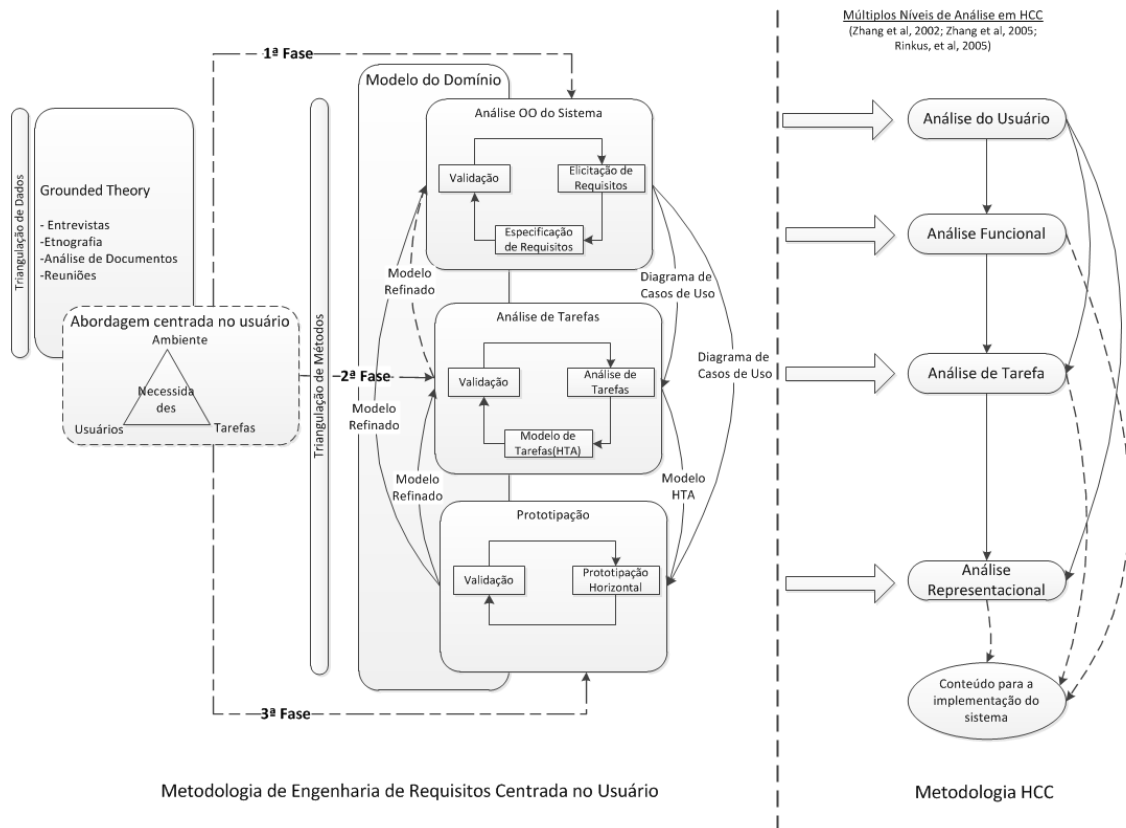 Múltiplos Níveis de Análise em HCC
(Zhang et al, 2002; Zhang et al, 2005;
Rinkus, et al, 2005)
1ª Fase
Modelo do Domínio
Triangulação de Dados
Grounded Theory
- Entrevistas
-Etnografia
-Análise de Documentos
-Reuniões
Abordagem centrada no usuário
Ambiente
Necessida
des
Usuários
Tarefas
Triangulação de Métodos
2ª Fase
3ª Fase
Análise OO do Sistema
Validação
Elicitação de
Requisitos
Especificação
de Requisitos
Modelo
Refinado
Diagrama de
Casos de Uso
Análise de Tarefas
Validação
Análise de
Tarefas
Modelo de
Tarefas(HTA)
Diagrama de
Casos de Uso
Modelo
Refinado
Modelo
Refinado
Modelo
HTA
Prototipação
Validação
Prototipação
Horizontal
Análise do Usuário
Análise Funcional
Análise de Tarefa
Análise
Representacional
Conteúdo para a
implementação do
sistema
Metodologia de Engenharia de Requisitos Centrada no Usuário
Metodologia HCC